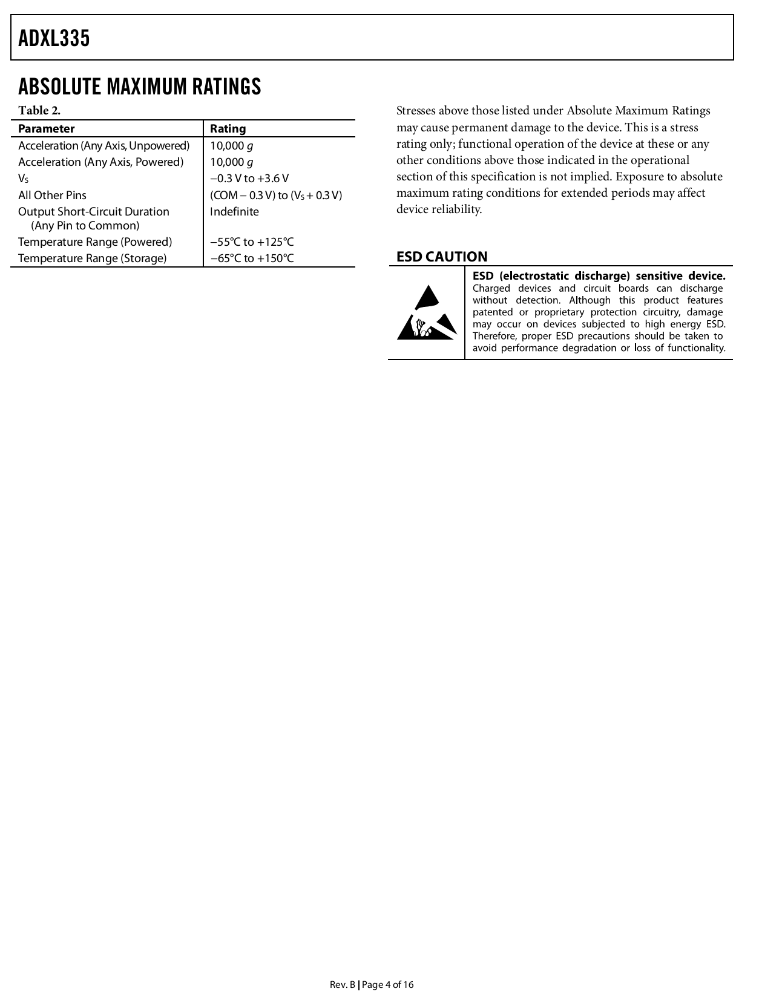 ADXL335
ABSOLUTE MAXIMUM RATINGS
Table 2.
Parameter Rating
Acceleration (Any Axis, Unpowered) 10,000 g
Acceleration (Any Axis, Powered) 10,000 g
VS −0.3 V to +3.6 V
All Other Pins (COM − 0.3 V) to (VS + 0.3 V)
Output Short-Circuit Duration Indefinite
(Any Pin to Common)
Temperature Range (Powered) −55°C to +125°C
Temperature Range (Storage) −65°C to +150°C
Stresses above those listed under Absolute Maximum Ratings
may cause permanent damage to the device. This is a stress
rating only; functional operation of the device at these or any
other conditions above those indicated in the operational
section of this specification is not implied. Exposure to absolute
maximum rating conditions for extended periods may affect
device reliability.
ESD CAUTION
ESD (electrostatic discharge) sensitive device.
Charged devices and circuit boards can discharge
without detection. Although this product features
patented or proprietary protection circuitry, damage
may occur on devices subjected to high energy ESD.
Therefore, proper ESD precautions should be taken to
avoid performance degradation or loss of functionality.
Rev. B | Page 4 of 16